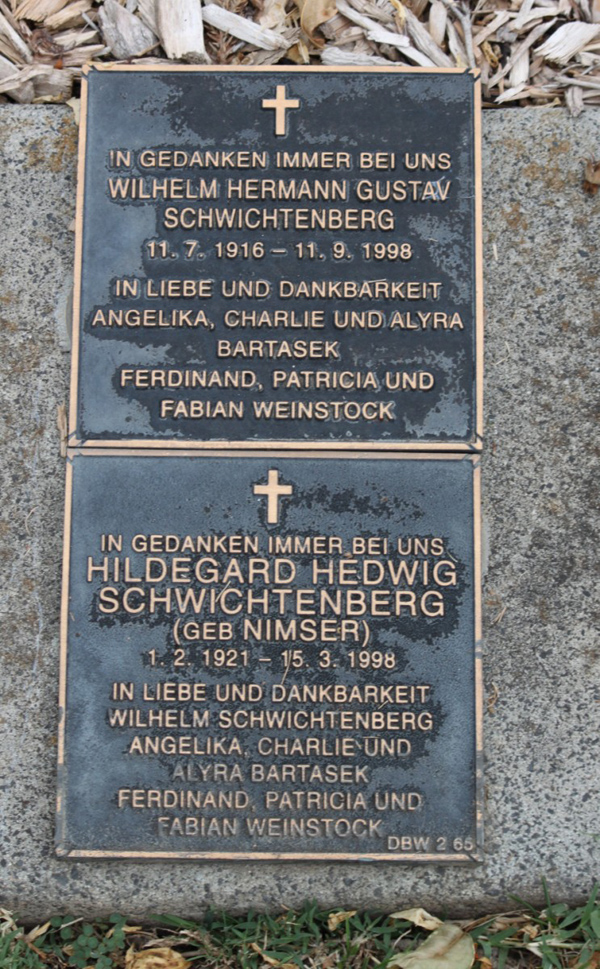 IN GEDANKEN IMMER BEI UNS
WILHELM HERMANN GUSTAV
SCHWICHTENBERG
11. 7. 1916 – 11. 9. 1998
IN LIEBE UND DANKBARKEIT
ANGELIKA, CHARLIE UND ALYRA
BARTASEK
FERDINAND, PATRICIA UND
FABIAN WEINSTOCK
IN GEDANKEN IMMER BEI UNS
HILDEGARD HEDWIG
SCHWICHTENBERG
(GEB NIMSER)
1. 2. 1921 – 15. 3. 1998
IN LIEBE UND DANKBARKEIT
WILHELM SCHWICHTENBERG
ANGELIKA, CHARLIE UND
ALYRA BARTASEK
FERDINAND, PATRICIA UND
FABIAN WEINSTOCK
DBW 2 65